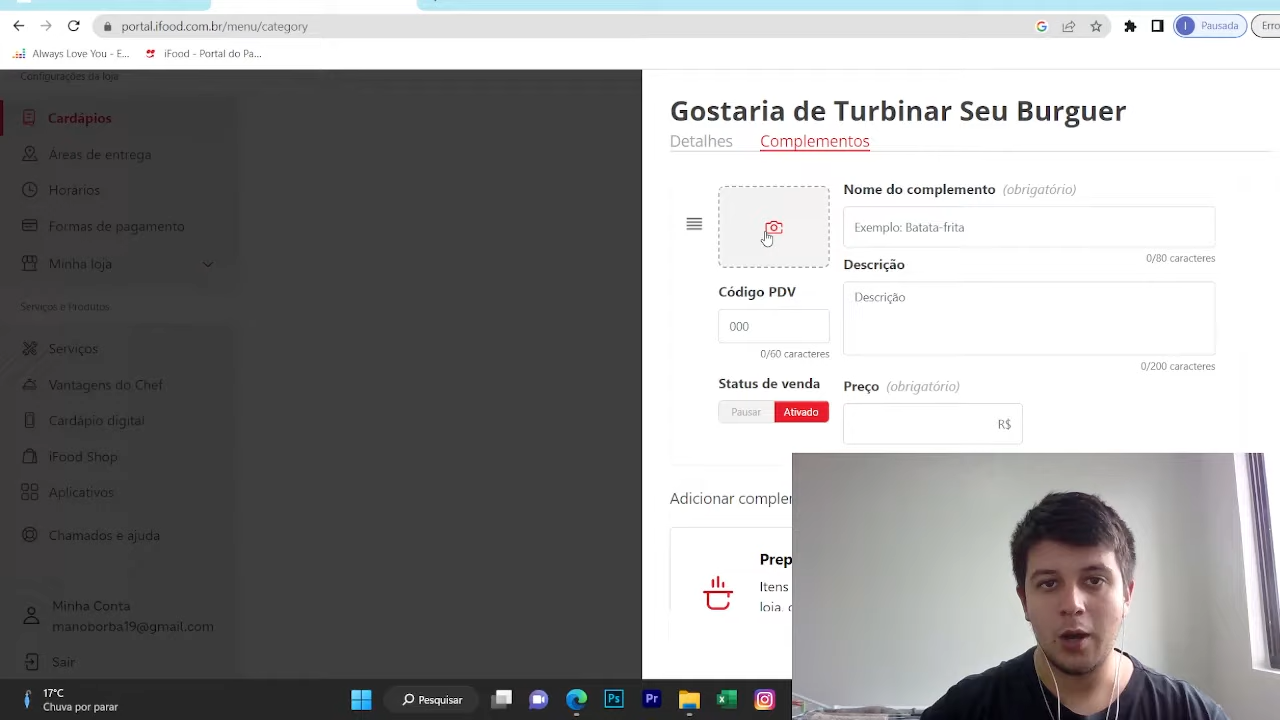 portal.ifood.com.br/menu/category
Pausada
Erro
Always Love You - E...
iFood - Portal do Pa...
Configurações da loja
Cardápios
Áreas de entrega
Horários
Formas de pagamento
Minha loja
Serviços e Produtos
Serviços
Vantagens do Chef
Cardápio digital
iFood Shop
Aplicativos
Chamados e ajuda
Minha Conta
manoborba19@gmail.com
Sair
Gostaria de Turbinar Seu Burguer
Detalhes Complementos
Nome do complemento (obrigatório)
Exemplo: Batata-frita
0/80 caracteres
Descrição
Descrição
0/200 caracteres
Código PDV
000
0/60 caracteres
Status de venda
Pausar Ativado
Preço (obrigatório)
R$
Adicionar complem
Prep
Itens
loja, c
17°C
Chuva por parar
Pesquisar
Ps
Pr